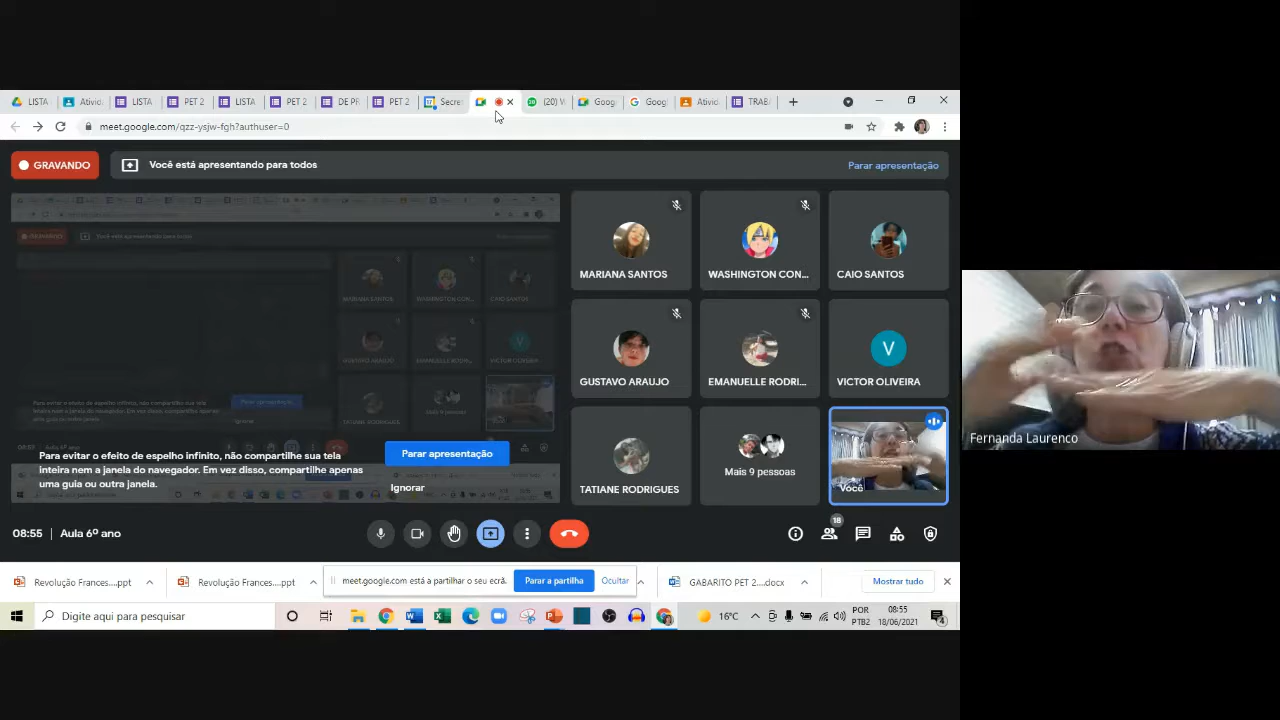 LISTA
Ativid
LISTA
PET 2
LISTA
PET 2
DE PR
PET 2
Secre
(20) W
Goog
Goog
Ativid
TRAB
meet.google.com/qzz-ysjw-fgh?authuser=0
GRAVANDO
Você está apresentando para todos
Parar apresentação
MARIANA SANTOS
WASHINGTON CON...
CAIO SANTOS
GUSTAVO ARAUJO
EMANUELLE RODRI...
V
VICTOR OLIVEIRA
TATIANE RODRIGUES
Mais 9 pessoas
Você
Para evitar o efeito de espelho infinito, não compartilhe sua tela
inteira nem a janela do navegador. Em vez disso, compartilhe apenas
uma guia ou outra janela.
Parar apresentação
Ignorar
Fernanda Laurenco
08:55 | Aula 6º ano
18
Revolução Frances....ppt
Revolução Frances....ppt
meet.google.com está a partilhar o seu ecrã.
Parar a partilha
Ocultar
GABARITO PET 2....docx
Mostrar tudo
Digite aqui para pesquisar
16°C
POR
PTB2
08:55
18/06/2021
4